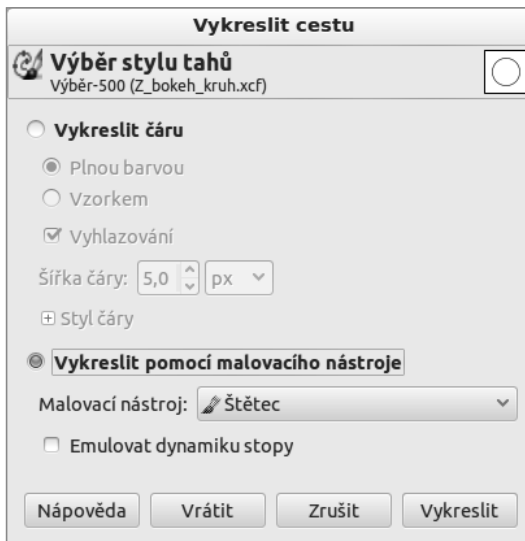 Vykreslit cestu
Výběr stylu tahů
Výběr-500 (Z_bokeh_kruh.xcf)
Vykreslit čáru
Plnou barvou
Vzorkem
Vyhlazování
Šířka čáry: 5,0 px
Styl čáry
Vykreslit pomocí malovacího nástroje
Malovací nástroj: Štětec
Emulovat dynamiku stopy
Nápověda Vrátit Zrušit Vykreslit